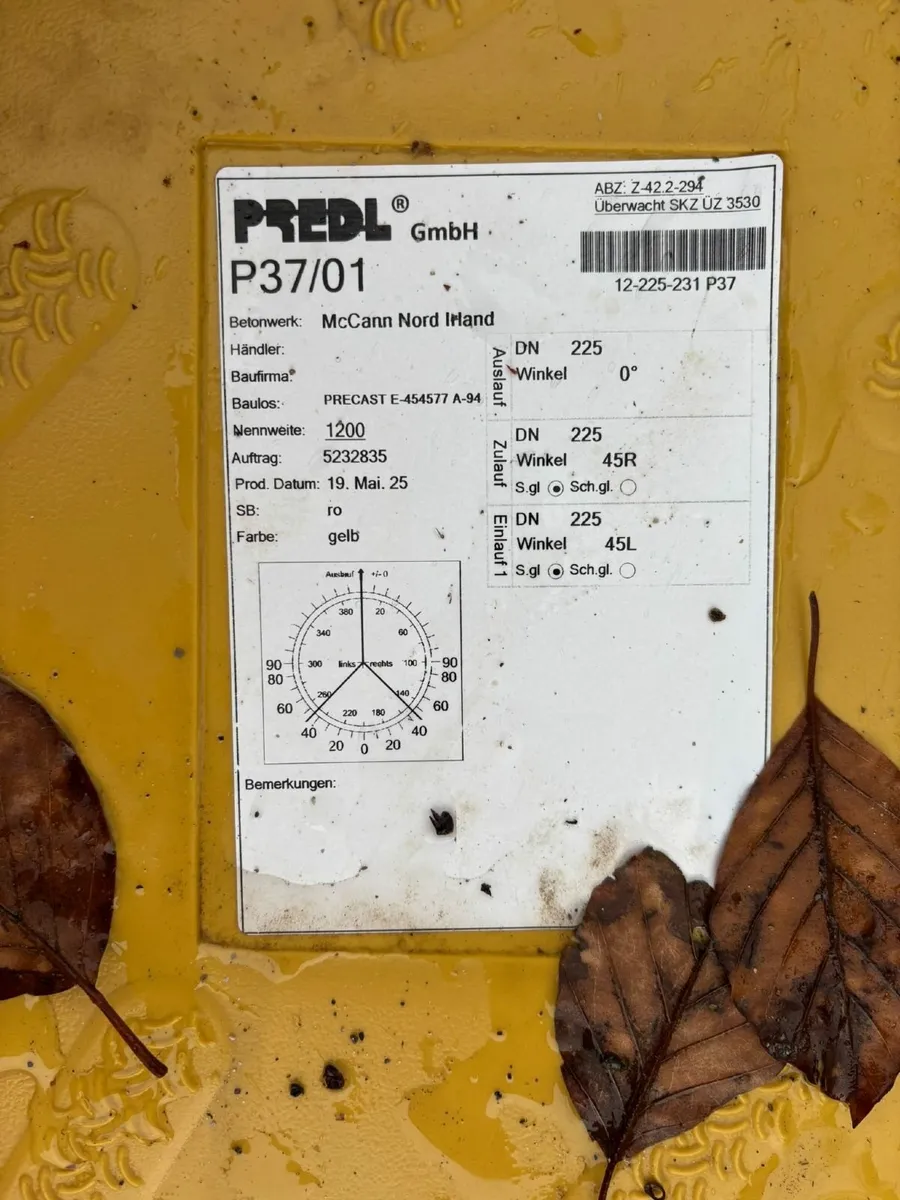 PREDL® GmbH
ABZ: Z-42.2-294
Überwacht SKZ ÜZ 3530
P37/01
12-225-231 P37
Betonwerk: McCann Nord Irland
Händler:
Baufirma:
Baulos: PRECAST E-454577 A-94
Nennweite: 1200
Auftrag: 5232835
Prod. Datum: 19. Mai. 25
SB: ro
Farbe: gelb
Auslauf
DN 225
Winkel 0°
Zulauf
DN 225
Winkel 45R
S.gl Sch.gl.
Einlauf 1
DN 225
Winkel 45L
S.gl Sch.gl.
Auslauf +/- 0
380 20
340 60
90 300 links rechts 100 90
80 80
260 140
60 60
220 180
40 40
20 0 20
Bemerkungen: